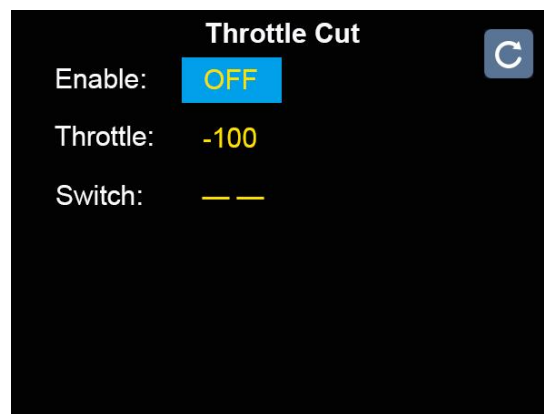 Throttle Cut
Enable: OFF
Throttle: -100
Switch: — —